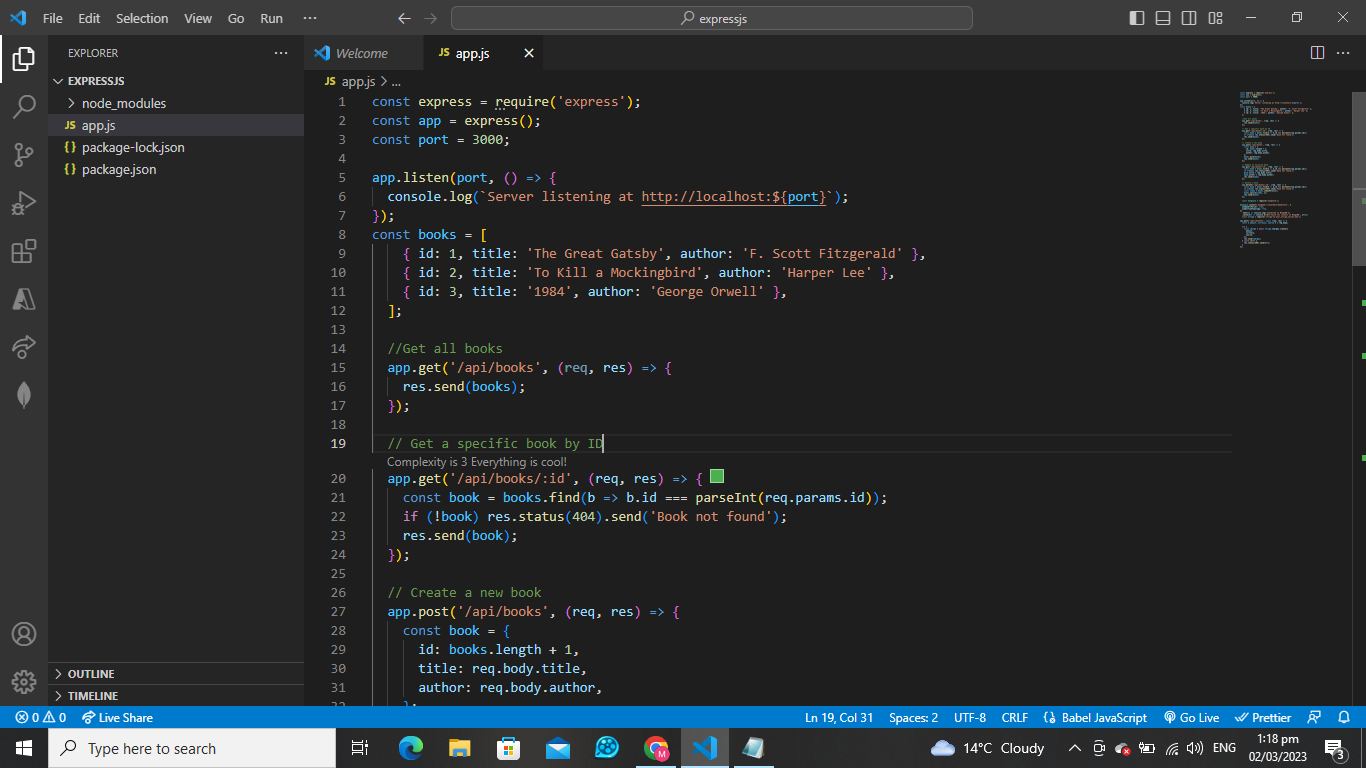 File Edit Selection View Go Run ··· expressjs
EXPLORER ···
EXPRESSJS
node_modules
JS app.js
{} package-lock.json
{} package.json
OUTLINE
TIMELINE
Welcome JS app.js
JS app.js > ...
1 const express = require('express');
2 const app = express();
3 const port = 3000;
4
5 app.listen(port, () => {
6 console.log(`Server listening at http://localhost:${port}`);
7 });
8 const books = [
9 { id: 1, title: 'The Great Gatsby', author: 'F. Scott Fitzgerald' },
10 { id: 2, title: 'To Kill a Mockingbird', author: 'Harper Lee' },
11 { id: 3, title: '1984', author: 'George Orwell' },
12 ];
13
14 //Get all books
15 app.get('/api/books', (req, res) => {
16 res.send(books);
17 });
18
19 // Get a specific book by ID
Complexity is 3 Everything is cool!
20 app.get('/api/books/:id', (req, res) => {
21 const book = books.find(b => b.id === parseInt(req.params.id));
22 if (!book) res.status(404).send('Book not found');
23 res.send(book);
24 });
25
26 // Create a new book
27 app.post('/api/books', (req, res) => {
28 const book = {
29 id: books.length + 1,
30 title: req.body.title,
31 author: req.body.author,
0 0 Live Share Ln 19, Col 31 Spaces: 2 UTF-8 CRLF {} Babel JavaScript Go Live Prettier
Type here to search M 14°C Cloudy ENG 1:18 pm
02/03/2023 3